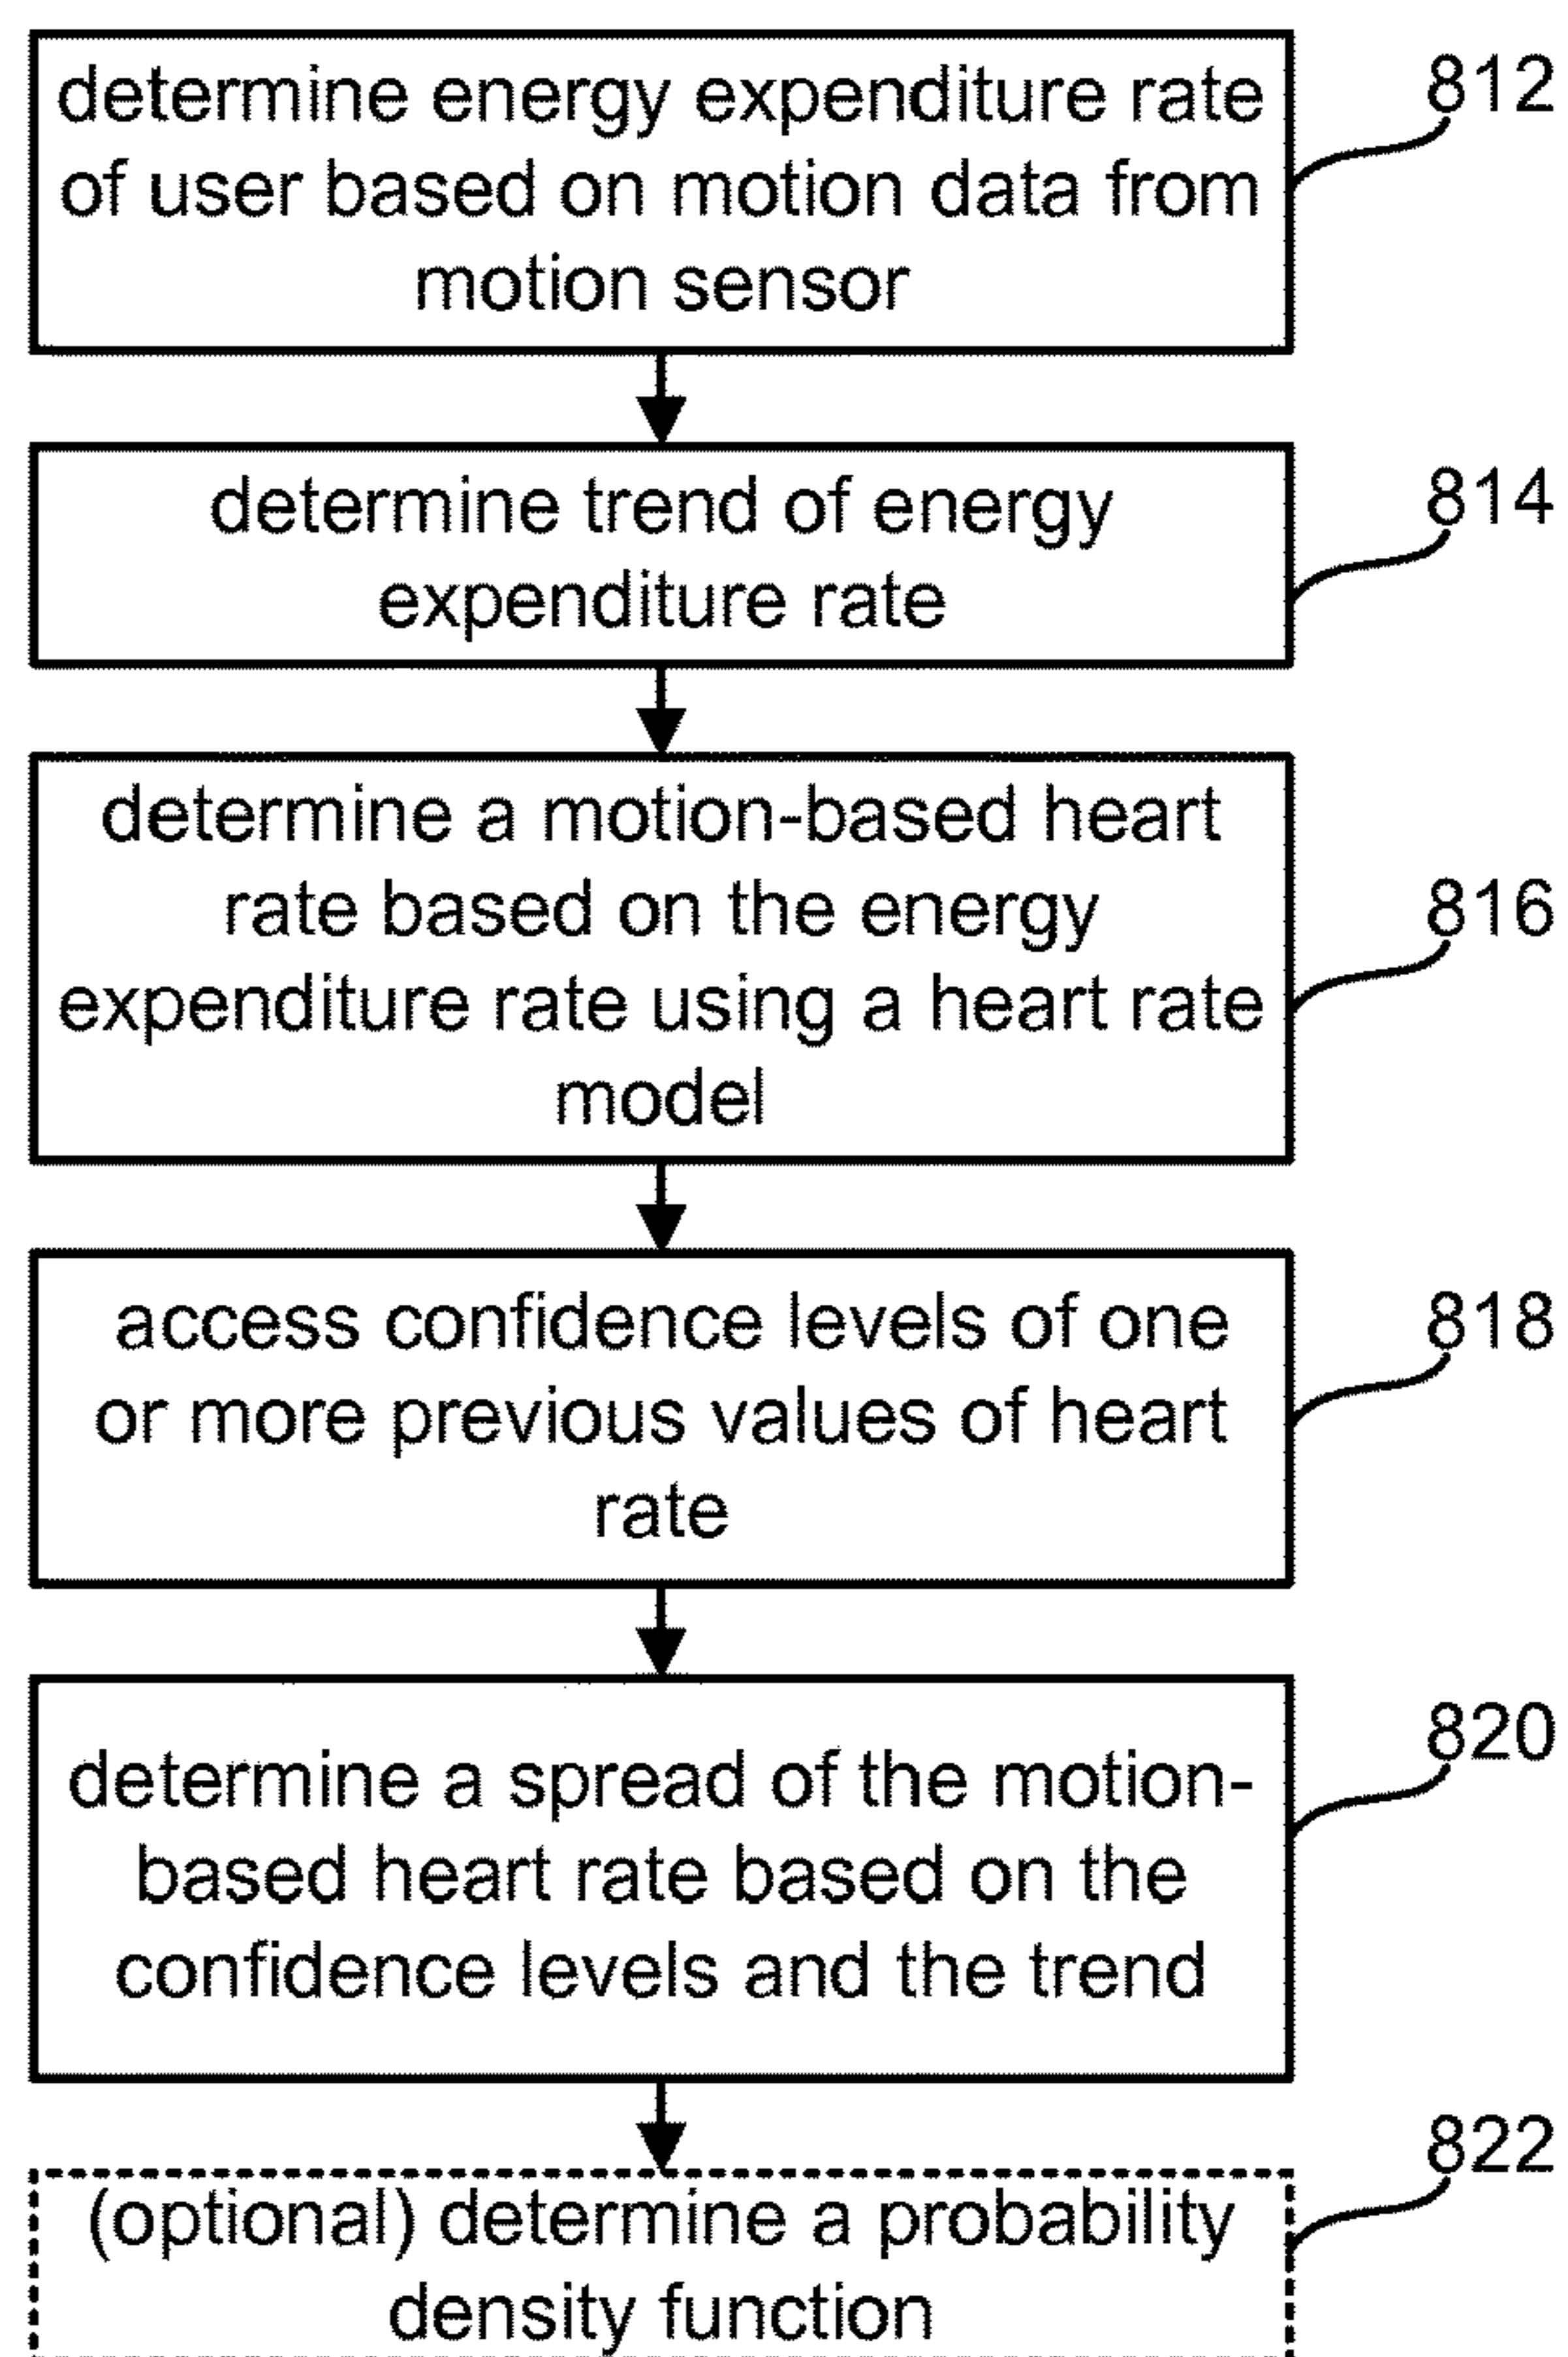 determine energy expenditure rate
of user based on motion data from
motion sensor
812
determine trend of energy
expenditure rate
814
determine a motion-based heart
rate based on the energy
expenditure rate using a heart rate
model
816
access confidence levels of one
or more previous values of heart
rate
818
determine a spread of the motion-
based heart rate based on the
confidence levels and the trend
820
(optional) determine a probability
density function
822